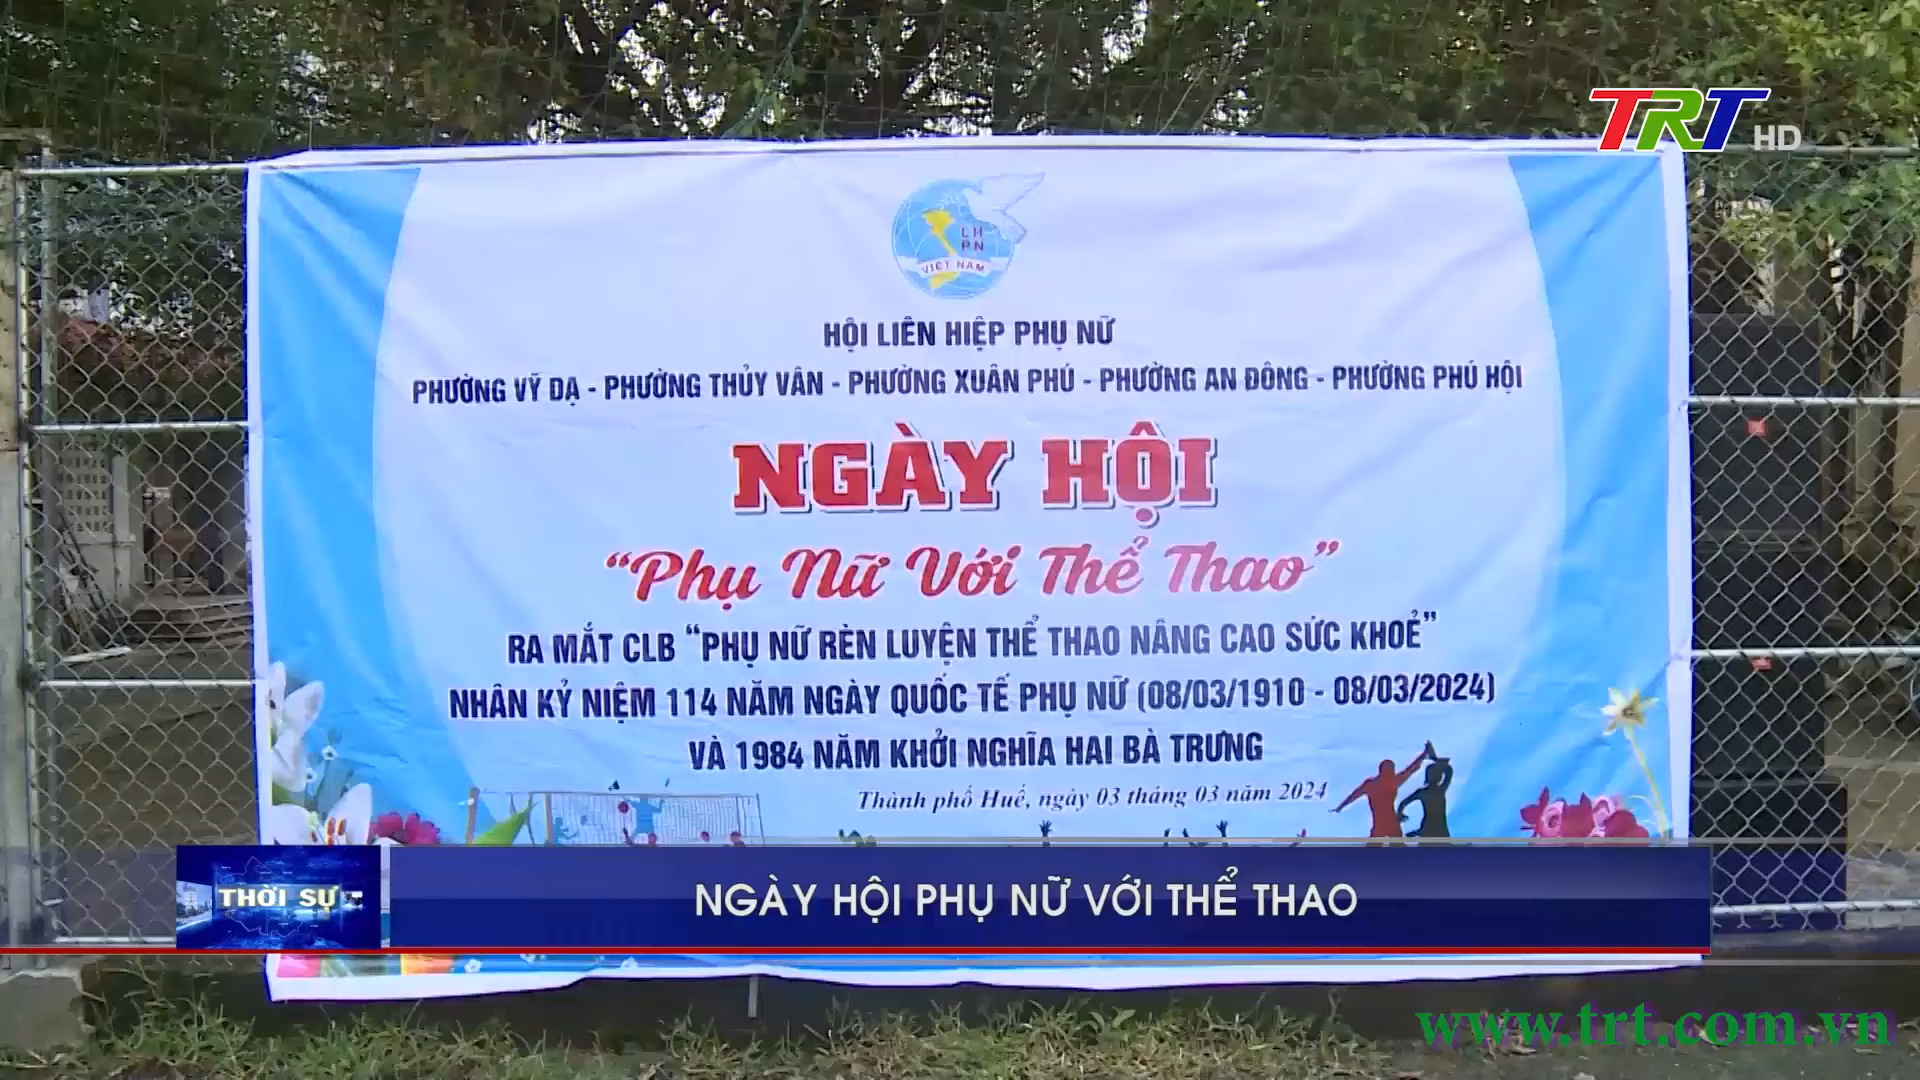 TRT HD
LH
PN
VIỆT NAM
HỘI LIÊN HIỆP PHỤ NỮ
PHƯỜNG VỸ DẠ - PHƯỜNG THỦY VÂN - PHƯỜNG XUÂN PHÚ - PHƯỜNG AN ĐÔNG - PHƯỜNG PHÚ HỘI
NGÀY HỘI
“Phụ Nữ Với Thể Thao”
RA MẮT CLB “PHỤ NỮ RÈN LUYỆN THỂ THAO NÂNG CAO SỨC KHOẺ”
NHÂN KỶ NIỆM 114 NĂM NGÀY QUỐC TẾ PHỤ NỮ (08/03/1910 - 08/03/2024)
VÀ 1984 NĂM KHỞI NGHĨA HAI BÀ TRƯNG
Thành phố Huế, ngày 03 tháng 03 năm 2024
THỜI SỰ
NGÀY HỘI PHỤ NỮ VỚI THỂ THAO
www.trt.com.vn